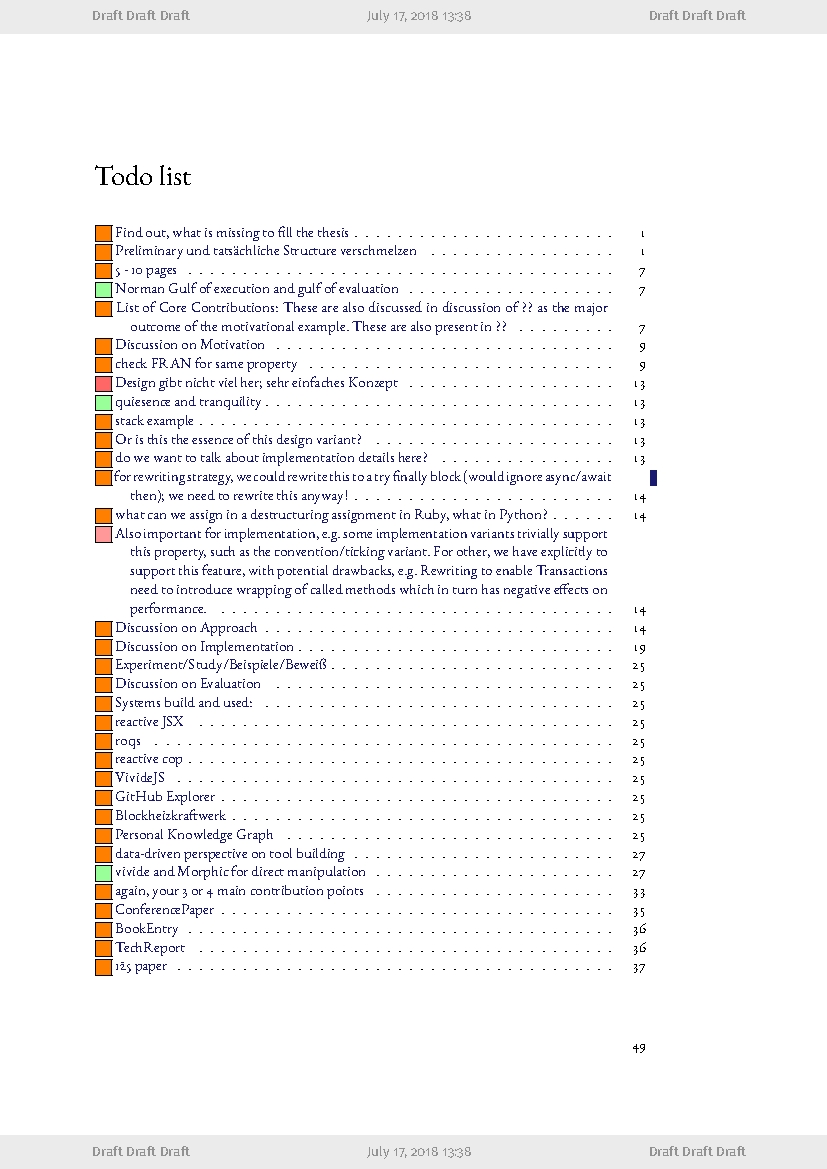 Draft Draft Draft July 17, 2018 13:38 Draft Draft Draft
Todo list
Find out, what is missing to fill the thesis . . . . . . . . . . . . . . . . . . . . . . . . 1
Preliminary und tatsächliche Structure verschmelzen . . . . . . . . . . . . . . . . . 1
5 - 10 pages . . . . . . . . . . . . . . . . . . . . . . . . . . . . . . . . . . . . . . . 7
Norman Gulf of execution and gulf of evaluation . . . . . . . . . . . . . . . . . . . 7
List of Core Contributions: These are also discussed in discussion of ?? as the major
outcome of the motivational example. These are also present in ?? . . . . . . . . . 7
Discussion on Motivation . . . . . . . . . . . . . . . . . . . . . . . . . . . . . . . 9
check FRAN for same property . . . . . . . . . . . . . . . . . . . . . . . . . . . . 9
Design gibt nicht viel her; sehr einfaches Konzept . . . . . . . . . . . . . . . . . . . 13
quiesence and tranquility . . . . . . . . . . . . . . . . . . . . . . . . . . . . . . . . 13
stack example . . . . . . . . . . . . . . . . . . . . . . . . . . . . . . . . . . . . . . 13
Or is this the essence of this design variant? . . . . . . . . . . . . . . . . . . . . . . 13
do we want to talk about implementation details here? . . . . . . . . . . . . . . . . 13
for rewriting strategy, we could rewrite this to a try finally block (would ignore async/await
then); we need to rewrite this anyway! . . . . . . . . . . . . . . . . . . . . . . . . 14
what can we assign in a destructuring assignment in Ruby, what in Python? . . . . . . 14
Also important for implementation, e.g. some implementation variants trivially support
this property, such as the convention/ticking variant. For other, we have explicitly to
support this feature, with potential drawbacks, e.g. Rewriting to enable Transactions
need to introduce wrapping of called methods which in turn has negative effects on
performance. . . . . . . . . . . . . . . . . . . . . . . . . . . . . . . . . . . . . 14
Discussion on Approach . . . . . . . . . . . . . . . . . . . . . . . . . . . . . . . . 14
Discussion on Implementation . . . . . . . . . . . . . . . . . . . . . . . . . . . . . 19
Experiment/Study/Beispiele/Beweiß . . . . . . . . . . . . . . . . . . . . . . . . . . 25
Discussion on Evaluation . . . . . . . . . . . . . . . . . . . . . . . . . . . . . . . 25
Systems build and used: . . . . . . . . . . . . . . . . . . . . . . . . . . . . . . . . 25
reactive JSX . . . . . . . . . . . . . . . . . . . . . . . . . . . . . . . . . . . . . . 25
roqs . . . . . . . . . . . . . . . . . . . . . . . . . . . . . . . . . . . . . . . . . . 25
reactive cop . . . . . . . . . . . . . . . . . . . . . . . . . . . . . . . . . . . . . . . 25
VivideJS . . . . . . . . . . . . . . . . . . . . . . . . . . . . . . . . . . . . . . . . 25
GitHub Explorer . . . . . . . . . . . . . . . . . . . . . . . . . . . . . . . . . . . . 25
Blockheizkraftwerk . . . . . . . . . . . . . . . . . . . . . . . . . . . . . . . . . . . 25
Personal Knowledge Graph . . . . . . . . . . . . . . . . . . . . . . . . . . . . . . 25
data-driven perspective on tool building . . . . . . . . . . . . . . . . . . . . . . . . 27
vivide and Morphic for direct manipulation . . . . . . . . . . . . . . . . . . . . . . 27
again, your 3 or 4 main contribution points . . . . . . . . . . . . . . . . . . . . . . 33
ConferencePaper . . . . . . . . . . . . . . . . . . . . . . . . . . . . . . . . . . . . 35
BookEntry . . . . . . . . . . . . . . . . . . . . . . . . . . . . . . . . . . . . . . . 36
TechReport . . . . . . . . . . . . . . . . . . . . . . . . . . . . . . . . . . . . . . 36
paper . . . . . . . . . . . . . . . . . . . . . . . . . . . . . . . . . . . . . . . . 37
49
Draft Draft Draft July 17, 2018 13:38 Draft Draft Draft